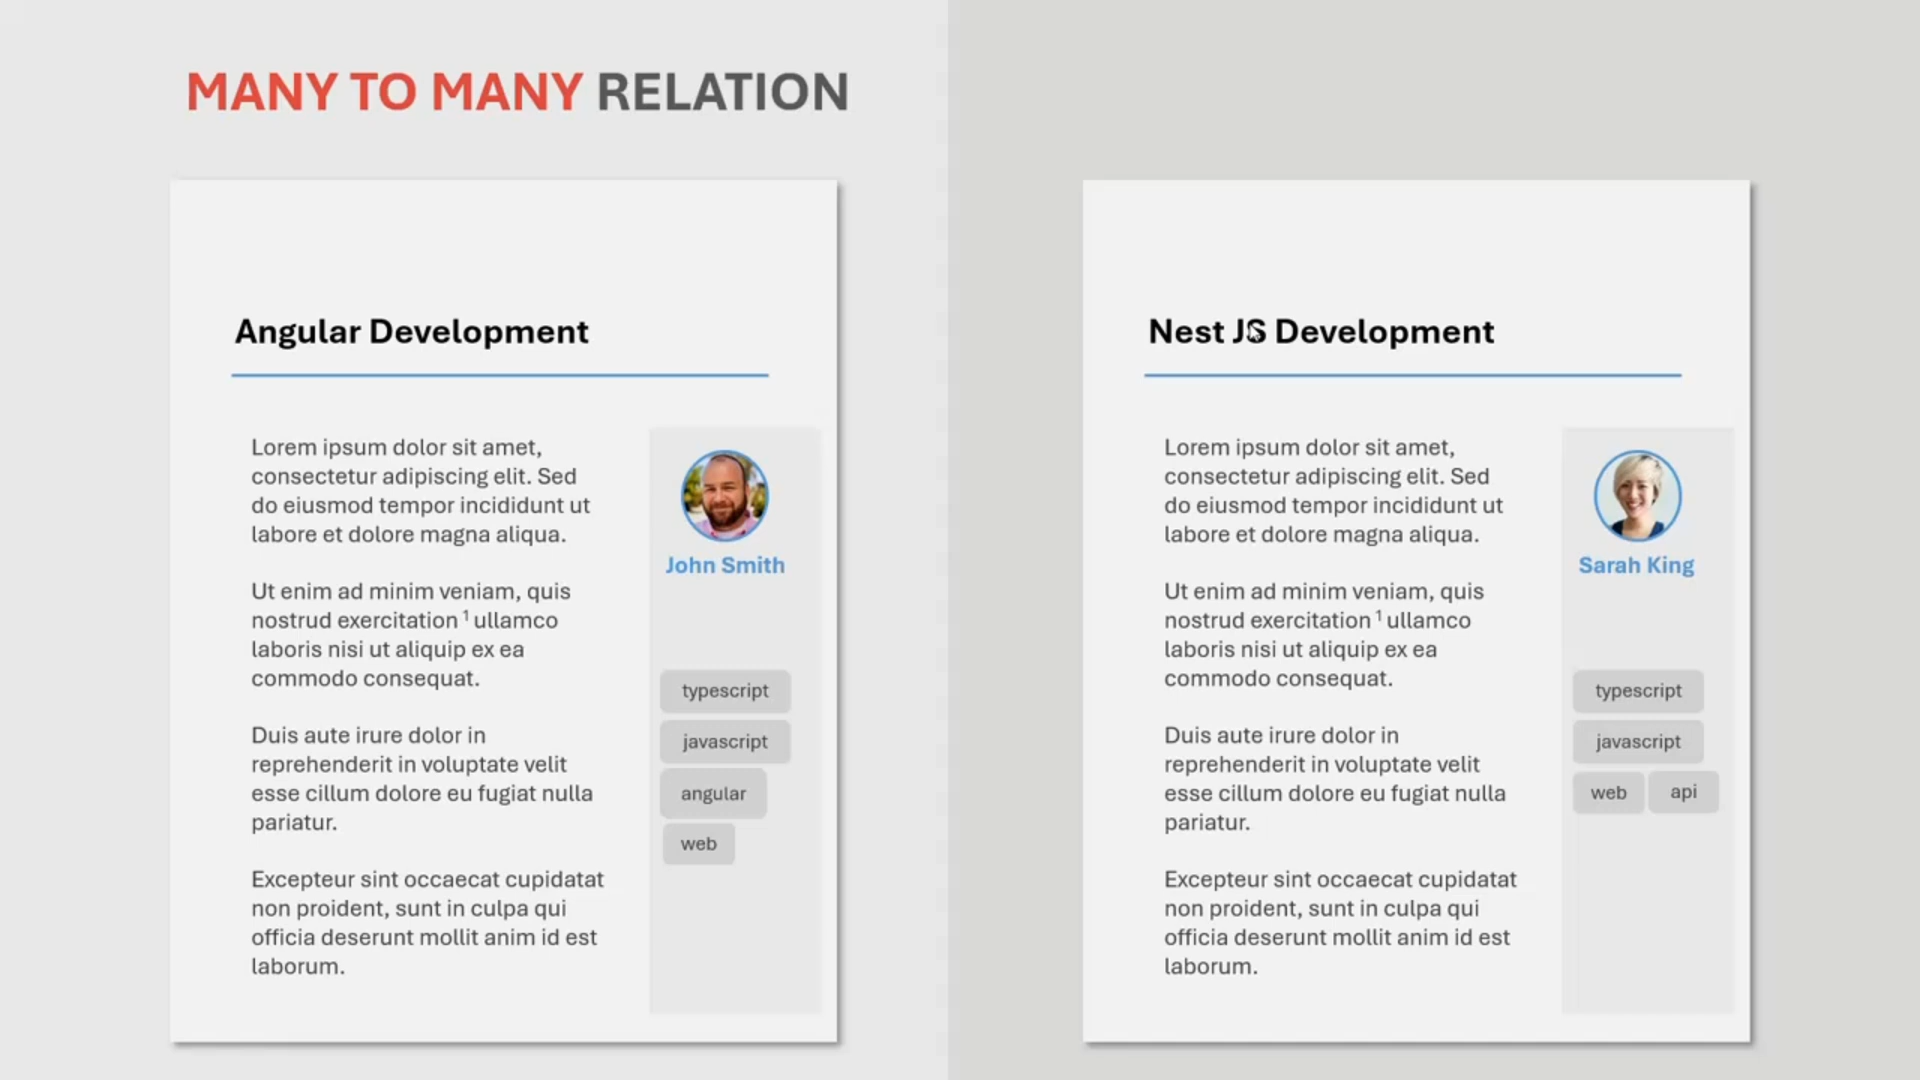 MANY TO MANY RELATION
Angular Development
Lorem ipsum dolor sit amet,
consectetur adipiscing elit. Sed
do eiusmod tempor incididunt ut
labore et dolore magna aliqua.
Ut enim ad minim veniam, quis
nostrud exercitation ¹ ullamco
laboris nisi ut aliquip ex ea
commodo consequat.
Duis aute irure dolor in
reprehenderit in voluptate velit
esse cillum dolore eu fugiat nulla
pariatur.
Excepteur sint occaecat cupidatat
non proident, sunt in culpa qui
officia deserunt mollit anim id est
laborum.
John Smith
typescript
javascript
angular
web
Nest JS Development
Lorem ipsum dolor sit amet,
consectetur adipiscing elit. Sed
do eiusmod tempor incididunt ut
labore et dolore magna aliqua.
Ut enim ad minim veniam, quis
nostrud exercitation ¹ ullamco
laboris nisi ut aliquip ex ea
commodo consequat.
Duis aute irure dolor in
reprehenderit in voluptate velit
esse cillum dolore eu fugiat nulla
pariatur.
Excepteur sint occaecat cupidatat
non proident, sunt in culpa qui
officia deserunt mollit anim id est
laborum.
Sarah King
typescript
javascript
web api